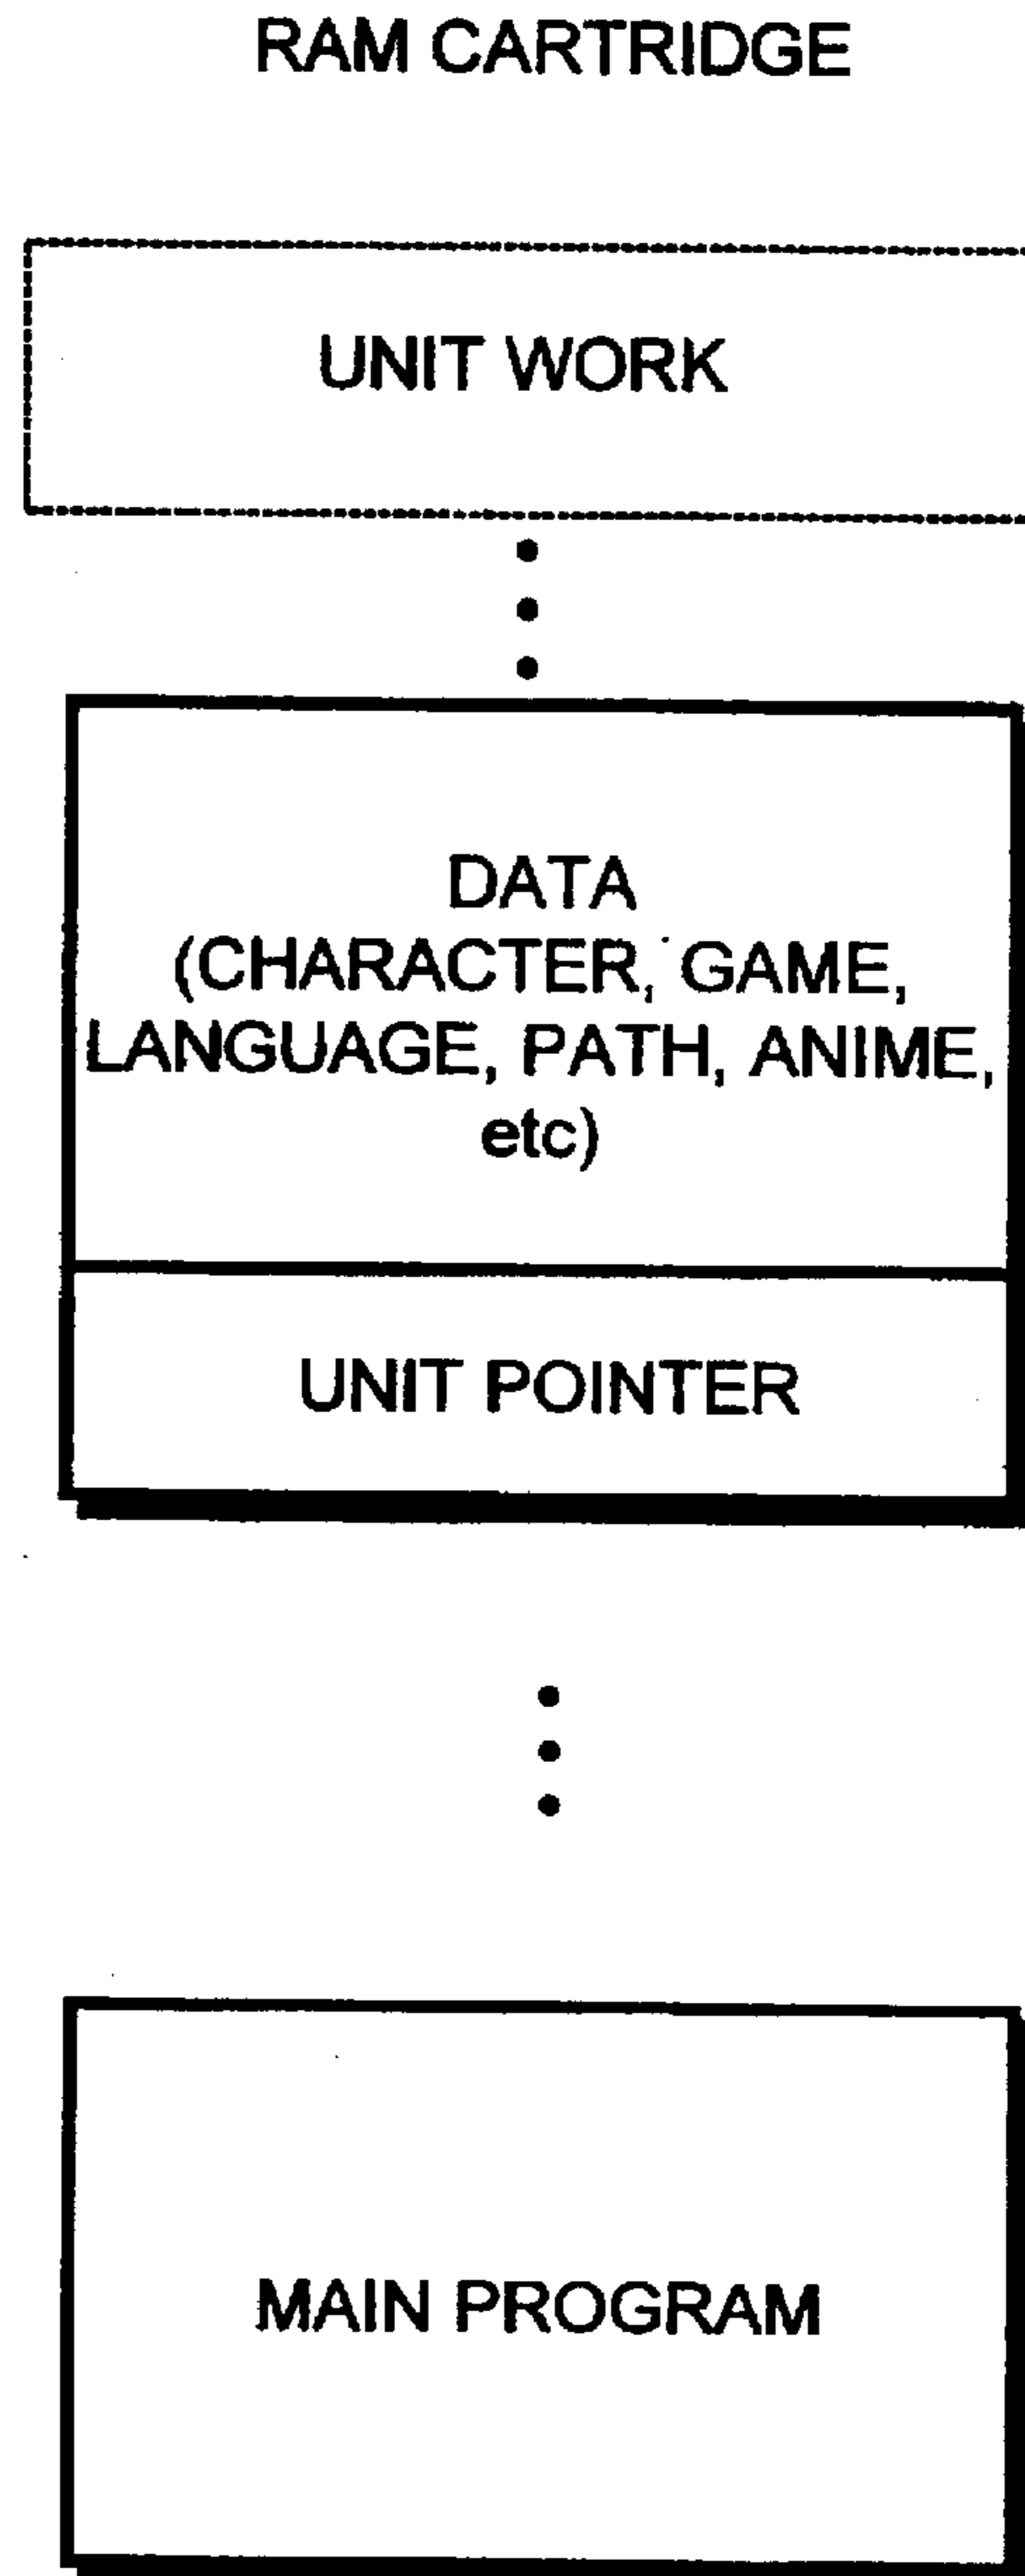 RAM CARTRIDGE
UNIT WORK
DATA
(CHARACTER, GAME,
LANGUAGE, PATH, ANIME,
etc)
UNIT POINTER
MAIN PROGRAM